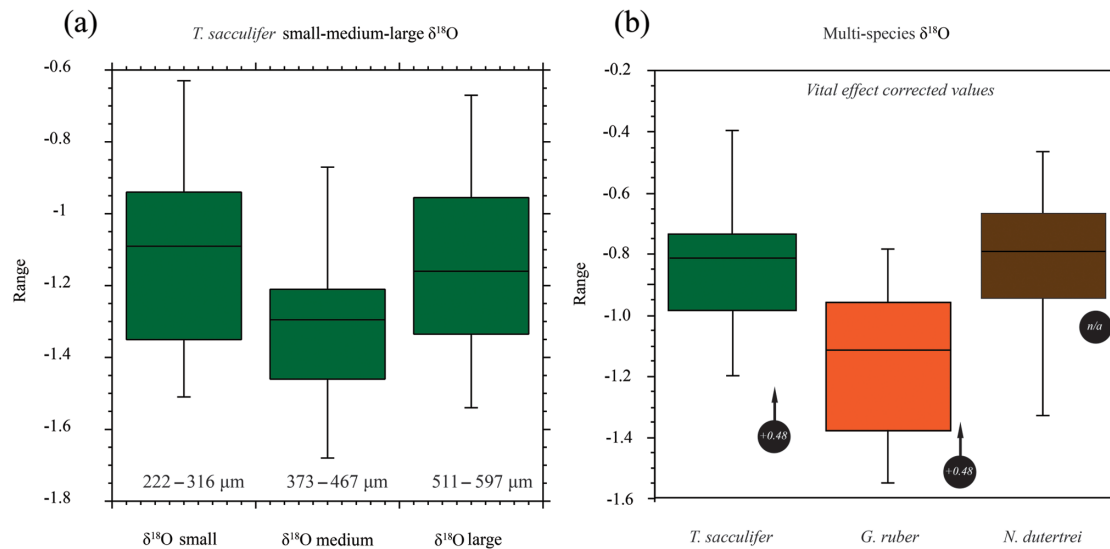 (a)
T. sacculifer small-medium-large δ¹⁸O
-0.6
-0.8
-1
-1.2
-1.4
-1.6
-1.8
Range
222–316 μm
373–467 μm
511–597 μm
δ¹⁸O small
δ¹⁸O medium
δ¹⁸O large
(b)
Multi-species δ¹⁸O
Vital effect corrected values
-0.2
-0.4
-0.6
-0.8
-1.0
-1.2
-1.4
-1.6
Range
+0.48
+0.48
n/a
T. sacculifer
G. ruber
N. dutertrei